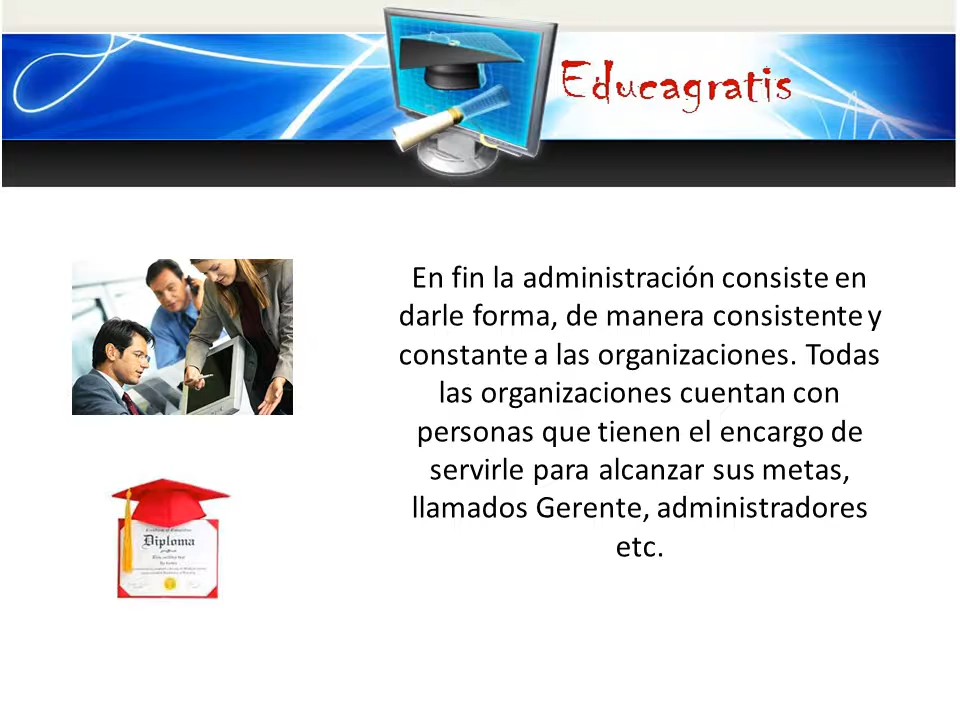 Educagratis
En fin la administración consiste en
darle forma, de manera consistente y
constante a las organizaciones. Todas
las organizaciones cuentan con
personas que tienen el encargo de
servirle para alcanzar sus metas,
llamados Gerente, administradores
etc.
Diploma